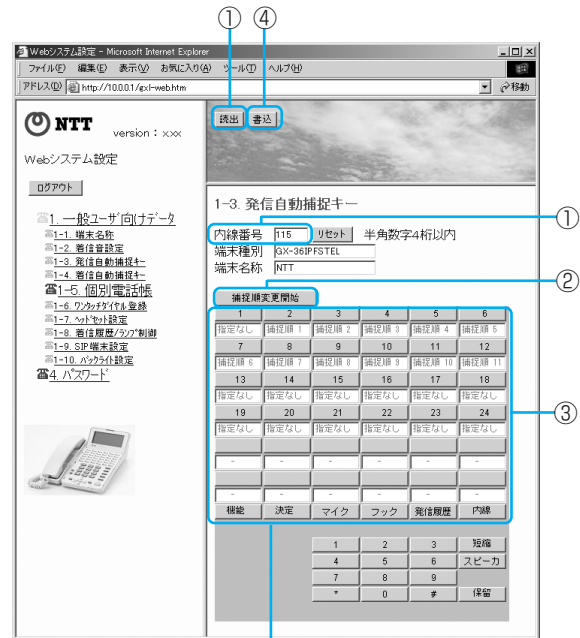 ① ④
Webシステム設定 - Microsoft Internet Explorer
ファイル(F) 編集(E) 表示(V) お気に入り(A) ツール(T) ヘルプ(H)
アドレス(D) http://10.0.0.1/gx1-web.htm 移動
NTT version：x.xx
Webシステム設定
ログアウト
1. 一般ユーザ向けデータ
1-1. 端末名称
1-2. 着信音設定
1-3. 発信自動捕捉キー
1-4. 着信自動捕捉キー
1-5. 個別電話帳
1-6. ワンタッチダイヤル登録
1-7. ヘッドセット設定
1-8. 着信履歴/ランプ制御
1-9. SIP端末設定
1-10. バックライト設定
4. パスワード
読出 書込
1-3. 発信自動捕捉キー
①
内線番号 115 リセット 半角数字4桁以内
端末種別 GX-36IPFSTEL
端末名称 NTT
②
捕捉順変更開始
1 2 3 4 5 6
指定なし 捕捉順 1 捕捉順 2 捕捉順 3 捕捉順 4 捕捉順 5
7 8 9 10 11 12
捕捉順 6 捕捉順 7 捕捉順 8 捕捉順 9 捕捉順 10 捕捉順 11
13 14 15 16 17 18
指定なし 指定なし 指定なし 指定なし 指定なし 指定なし
19 20 21 22 23 24
指定なし 指定なし 指定なし 指定なし 指定なし 指定なし
③
- - - - - -
- - - - - -
機能 決定 マイク フック 発信履歴 内線
1 2 3 短縮
4 5 6 スピーカ
7 8 9
* 0 # 保留